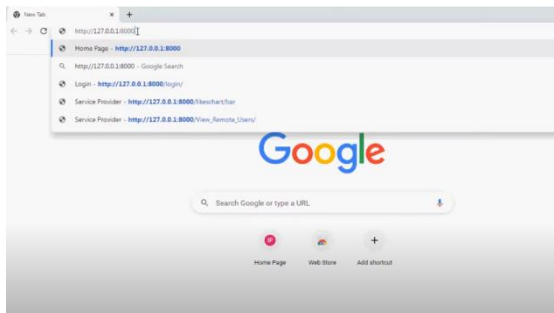 New Tab
http://127.0.0.1:8000
Home Page - http://127.0.0.1:8000
http//127.0.0.1:8000 - Google Search
Login - http://127.0.0.1:8000/login/
Service Provider - http://127.0.0.1:8000/likeschart/bar
Service Provider - http://127.0.0.1:8000/View_Remote_Users/
Google
Search Google or type a URL
Home Page Web Store Add shortcut